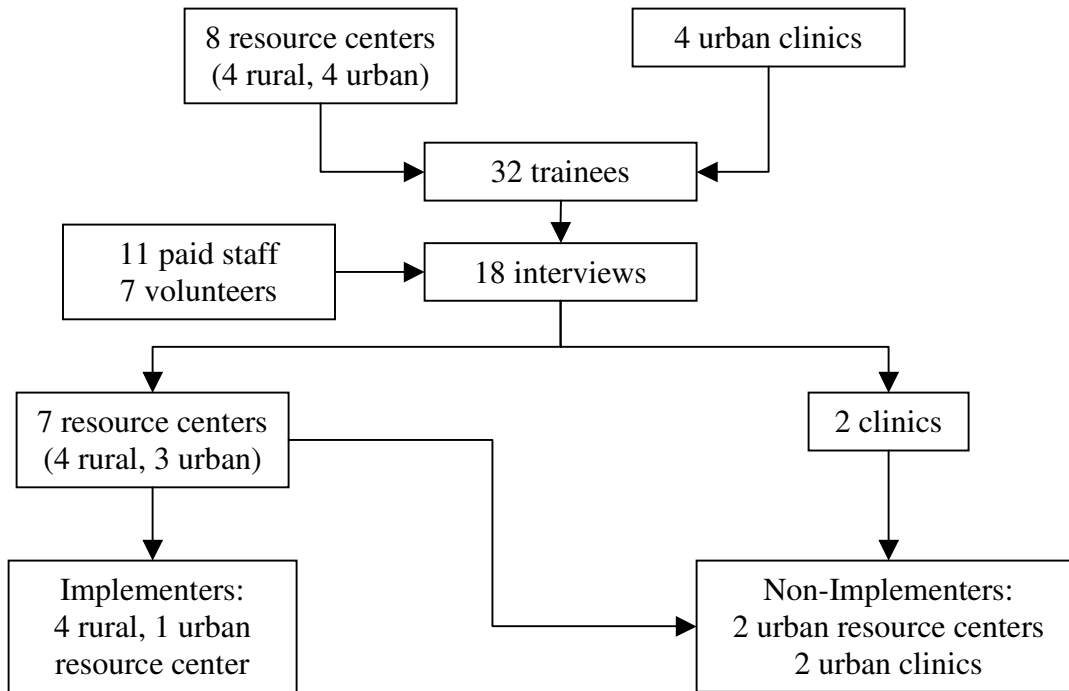 8 resource centers
(4 rural, 4 urban)
4 urban clinics
32 trainees
11 paid staff
7 volunteers
18 interviews
7 resource centers
(4 rural, 3 urban)
2 clinics
Implementers:
4 rural, 1 urban
resource center
Non-Implementers:
2 urban resource centers
2 urban clinics